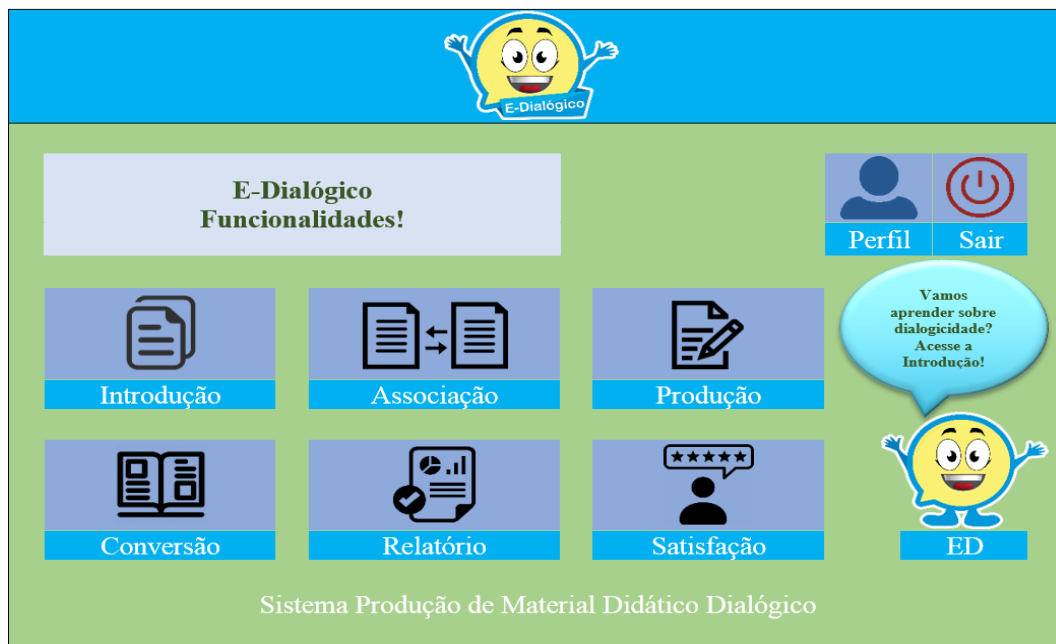 E-Dialógico
E-Dialógico
Funcionalidades!
Perfil
Sair
Vamos
aprender sobre
dialogicidade?
Acesse a
Introdução!
Introdução
Associação
Produção
Conversão
Relatório
Satisfação
ED
Sistema Produção de Material Didático Dialógico